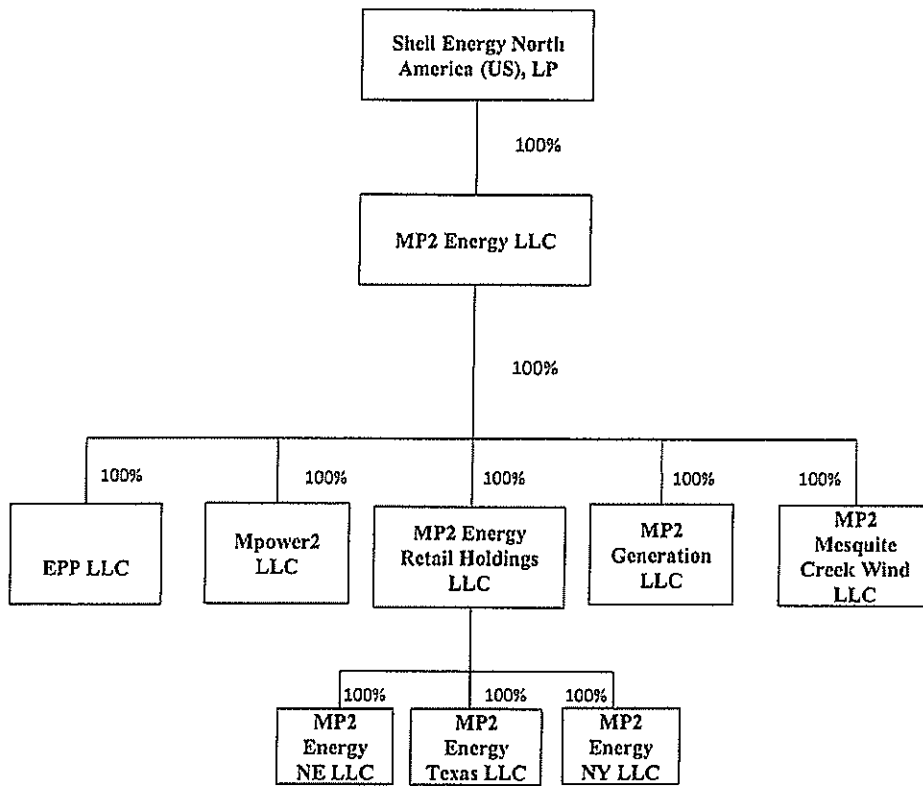 Shell Energy North
America (US), LP
100%
MP2 Energy LLC
100%
100%
100%
100%
100%
100%
EPP LLC
Mpower2
LLC
MP2 Energy
Retail Holdings
LLC
MP2
Generation
LLC
MP2
Mesquite
Creek Wind
LLC
100%
100%
100%
MP2
Energy
NE LLC
MP2
Energy
Texas LLC
MP2
Energy
NY LLC